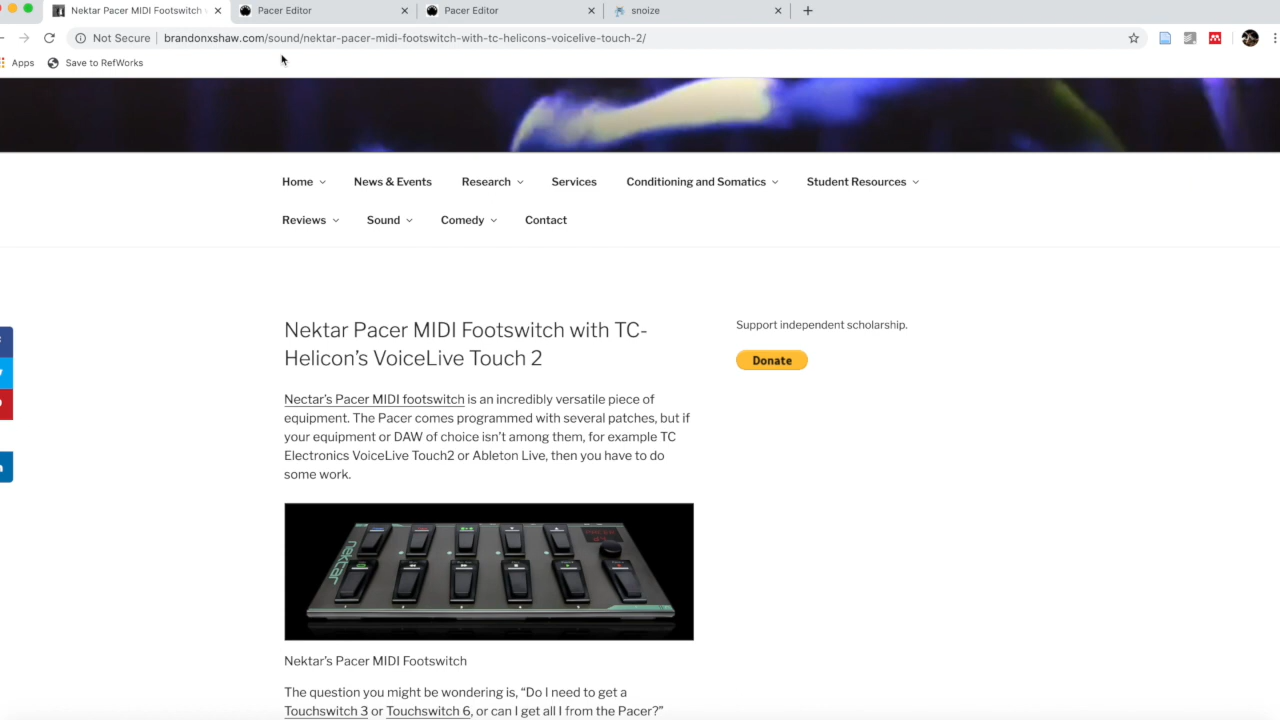 Nektar Pacer MIDI Footswitch
Pacer Editor
Pacer Editor
snoize
Not Secure | brandonxshaw.com/sound/nektar-pacer-midi-footswitch-with-tc-helicons-voicelive-touch-2/
Apps Save to RefWorks
Home News & Events Research Services Conditioning and Somatics Student Resources
Reviews Sound Comedy Contact
Nektar Pacer MIDI Footswitch with TC-
Helicon’s VoiceLive Touch 2
Support independent scholarship.
Donate
Nectar’s Pacer MIDI footswitch is an incredibly versatile piece of
equipment. The Pacer comes programmed with several patches, but if
your equipment or DAW of choice isn’t among them, for example TC
Electronics VoiceLive Touch2 or Ableton Live, then you have to do
some work.
nektar
Nektar’s Pacer MIDI Footswitch
The question you might be wondering is, “Do I need to get a
Touchswitch 3 or Touchswitch 6, or can I get all I from the Pacer?”